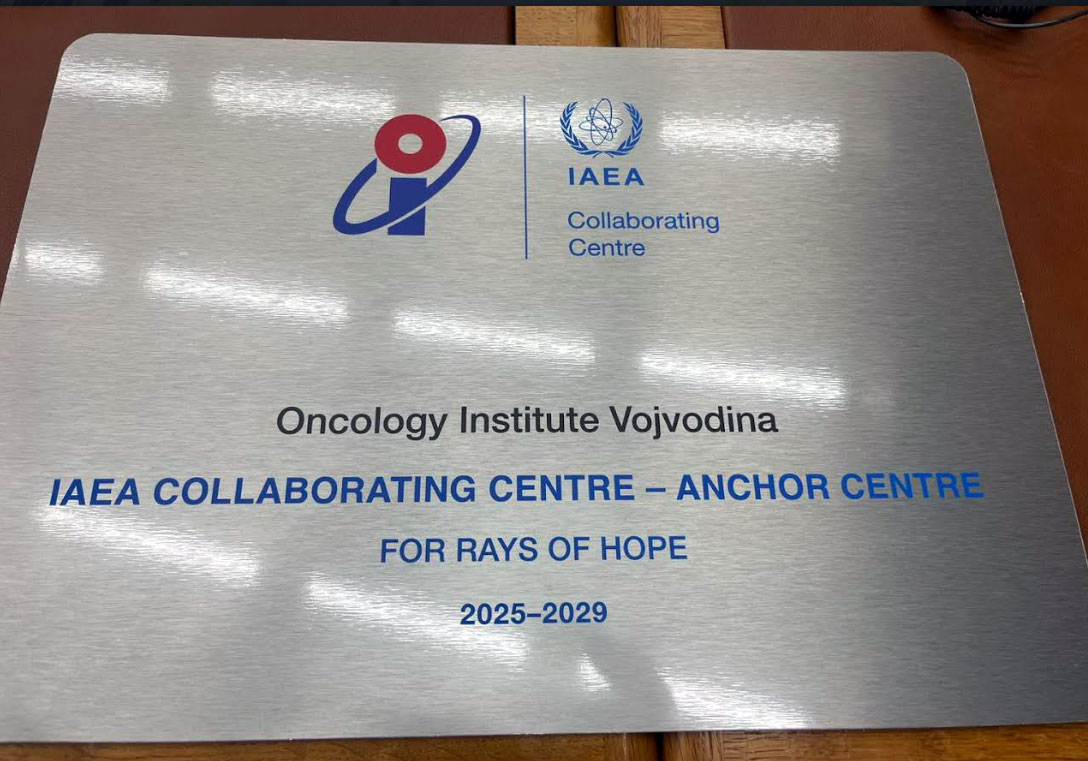 IAEA
Collaborating
Centre
Oncology Institute Vojvodina
IAEA COLLABORATING CENTRE – ANCHOR CENTRE
FOR RAYS OF HOPE
2025–2029